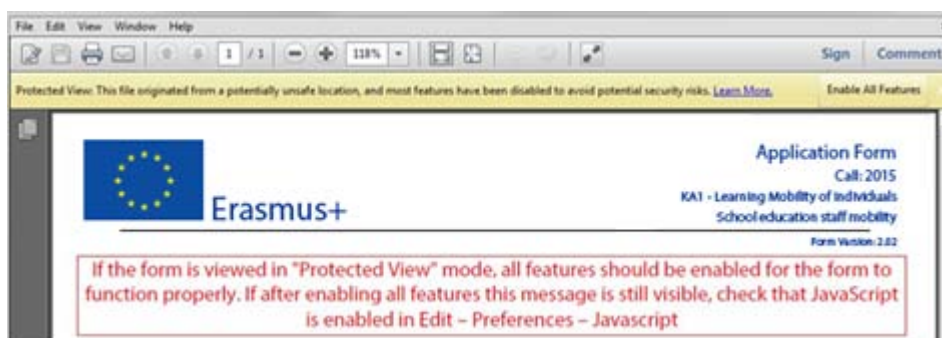 File Edit View Window Help
1 / 1 118% Sign Comment
Protected View: This file originated from a potentially unsafe location, and most features have been disabled to avoid potential security risks. Learn More. Enable All Features
Application Form
Call: 2015
KA1 - Learning Mobility of Individuals
Erasmus+
School education staff mobility
Form Version: 2.02
If the form is viewed in "Protected View" mode, all features should be enabled for the form to
function properly. If after enabling all features this message is still visible, check that JavaScript
is enabled in Edit – Preferences – Javascript